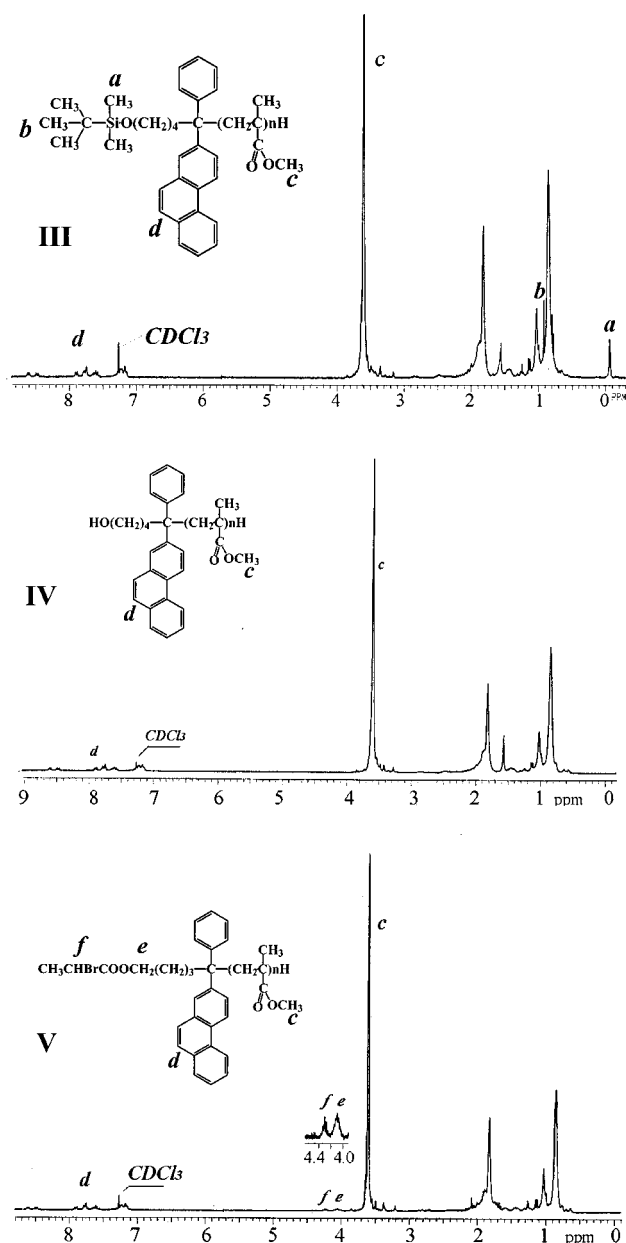 a
c
CH₃ CH₃ CH₃
b CH₃-C-SiO(CH₂)₄-C-(CH₂C)nH
CH₃ CH₃ C
O OCH₃
c
III
d
b
a
d
CDCl₃
8 7 6 5 4 3 2 1 0 PPM
CH₃
HO(CH₂)₄-C-(CH₂C)nH
C
O OCH₃
c
c
IV
d
d
CDCl₃
9 8 7 6 5 4 3 2 1 ppm 0
c
f e
CH₃
CH₃CHBrCOOCH₂(CH₂)₃-C-(CH₂C)nH
C
O OCH₃
c
V
d
f e
4.4 4.0
d
CDCl₃
f e
8 7 6 5 4 3 2 1 ppm 0